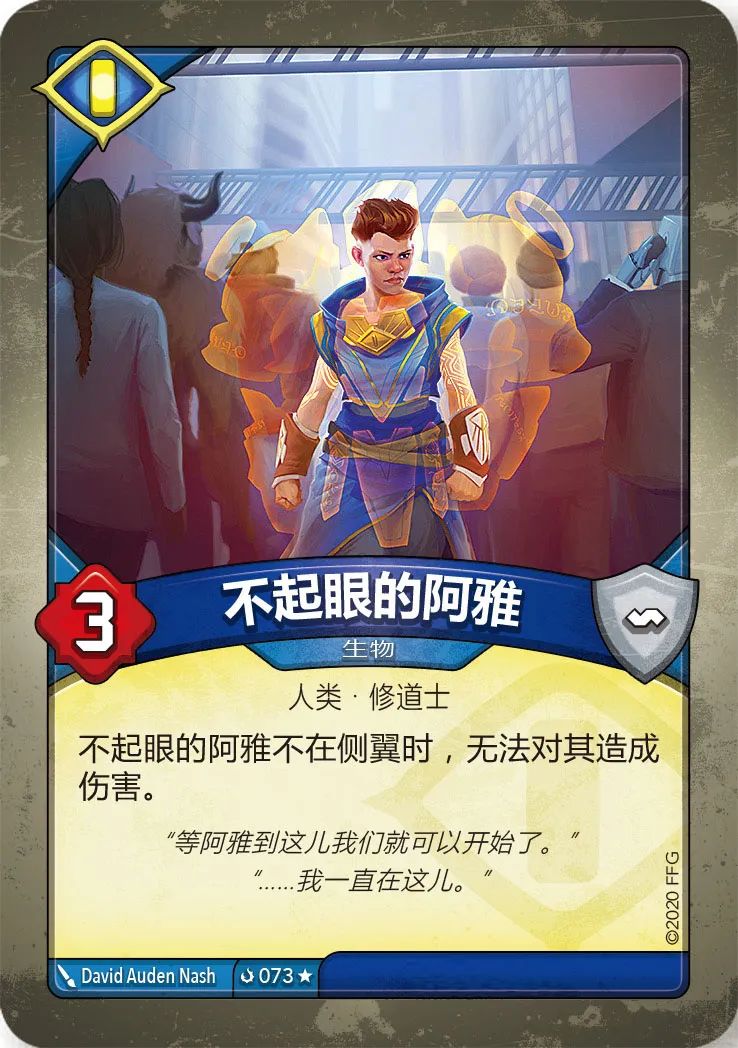 3
不起眼的阿雅
生物
人类·修道士
不起眼的阿雅不在侧翼时，无法对其造成
伤害。
“等阿雅到这儿我们就可以开始了。”
“……我一直在这儿。”
©2020 FFG
David Auden Nash
073